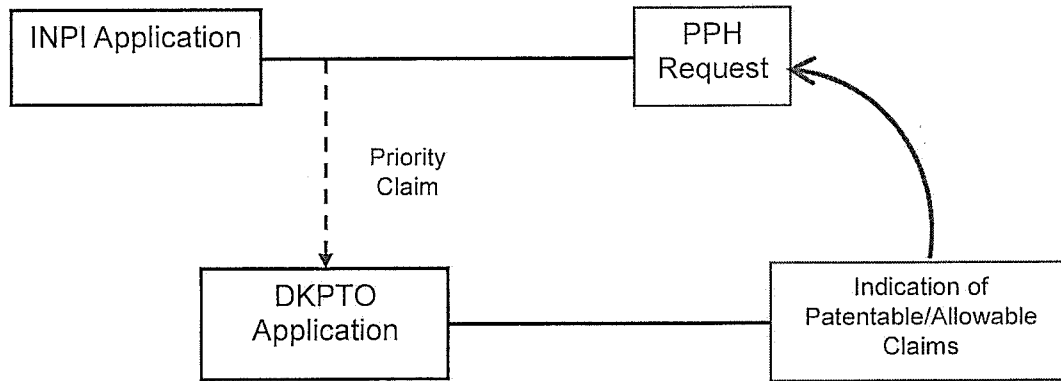 INPI Application
PPH
Request
Priority
Claim
DKPTO
Application
Indication of
Patentable/Allowable
Claims